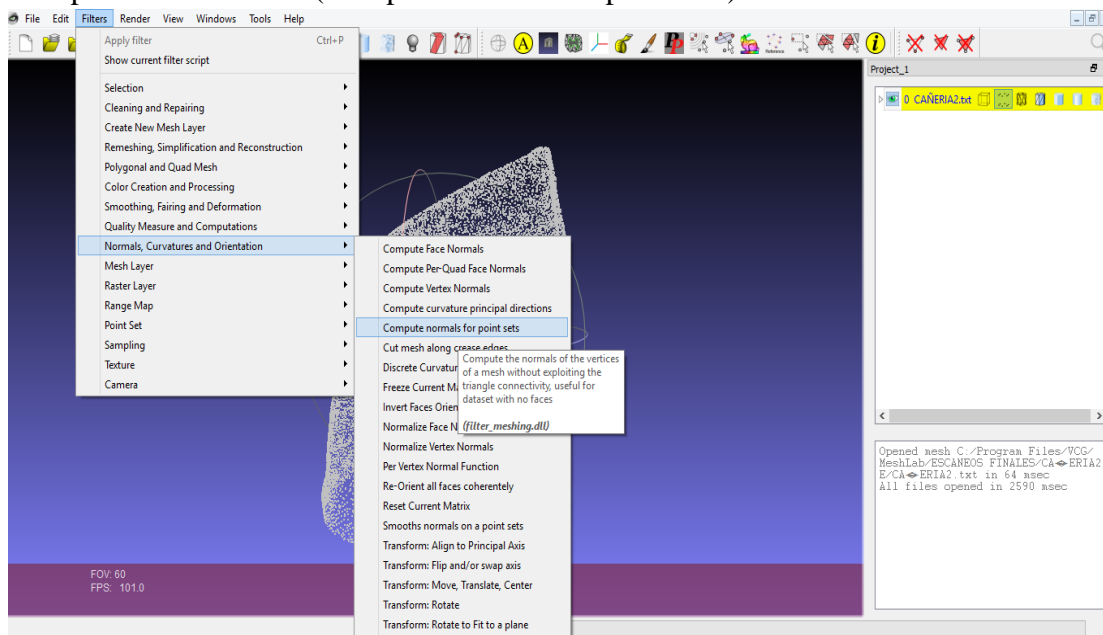 File Edit Filters Render View Windows Tools Help
Apply filter Ctrl+P
Show current filter script
Selection
Cleaning and Repairing
Create New Mesh Layer
Remeshing, Simplification and Reconstruction
Polygonal and Quad Mesh
Color Creation and Processing
Smoothing, Fairing and Deformation
Quality Measure and Computations
Normals, Curvatures and Orientation
Mesh Layer
Raster Layer
Range Map
Point Set
Sampling
Texture
Camera
Compute Face Normals
Compute Per-Quad Face Normals
Compute Vertex Normals
Compute curvature principal directions
Compute normals for point sets
Cut mesh along crease edges
Discrete Curvatur
Freeze Current Ma
Invert Faces Orien
Normalize Face N
Normalize Vertex Normals
Per Vertex Normal Function
Re-Orient all faces coherently
Reset Current Matrix
Smooths normals on a point sets
Transform: Align to Principal Axis
Transform: Flip and/or swap axis
Transform: Move, Translate, Center
Transform: Rotate
Transform: Rotate to Fit to a plane
Compute the normals of the vertices
of a mesh without exploiting the
triangle connectivity, useful for
dataset with no faces
(filter_meshing.dll)
FOV: 60
FPS: 101.0
A
PP
i
Project_1
0 CAÑERIA2.txt
Opened mesh C:/Program Files/VCG/
MeshLab/ESCANEOS FINALES/CA�ERIA2
E/CA�ERIA2.txt in 64 msec
All files opened in 2590 msec